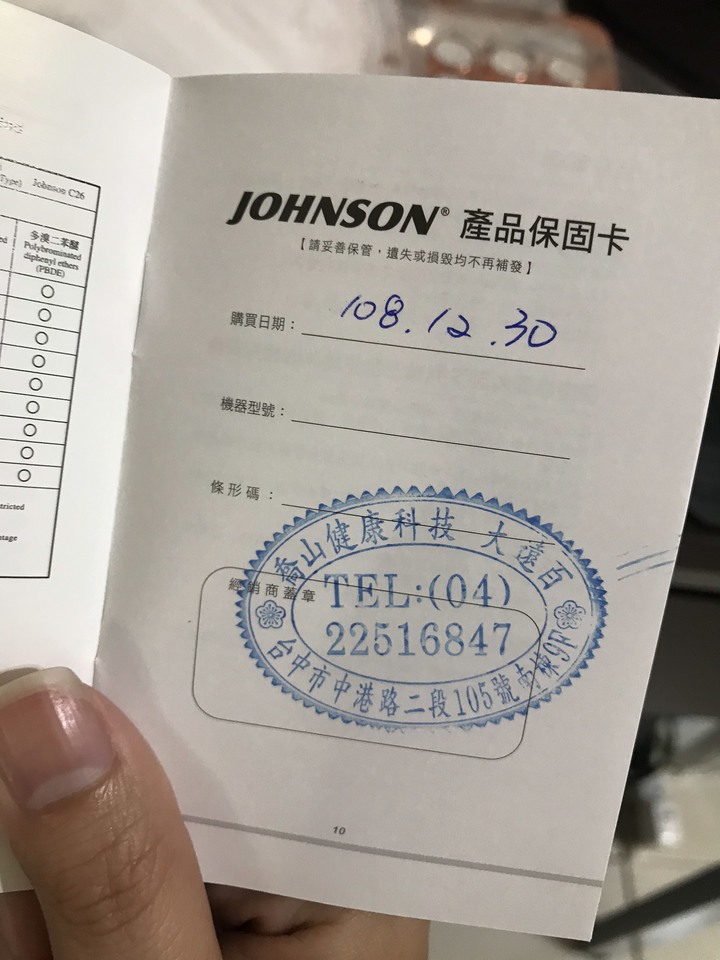 Type) Johnson C26
多溴二苯醚
Polybrominated
diphenyl ethers
(PBDE)
JOHNSON® 產品保固卡
【請妥善保管，遺失或損毀均不再補發】
購買日期：108.12.30
機器型號：
條形碼：
經銷商蓋章
喬山健康科技 大遠百
TEL:(04)
22516847
台中市中港路二段105號南棟9F
10